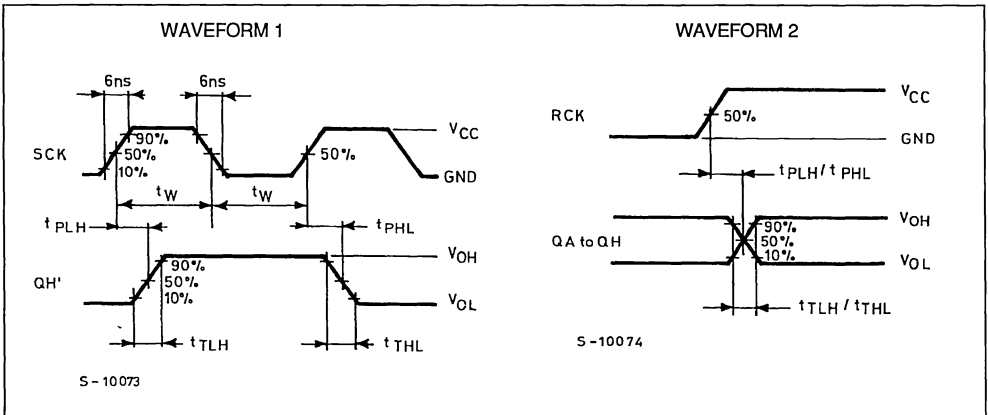 WAVEFORM 1
6ns
6ns
SCK
90%
50%
10%
50%
VCC
GND
tW
tW
tPLH
tPHL
QH'
90%
50%
10%
VOH
VOL
tTLH
tTHL
S-10073
WAVEFORM 2
RCK
50%
VCC
GND
tPLH / tPHL
QA to QH
90%
50%
10%
VOH
VOL
tTLH / tTHL
S-10074